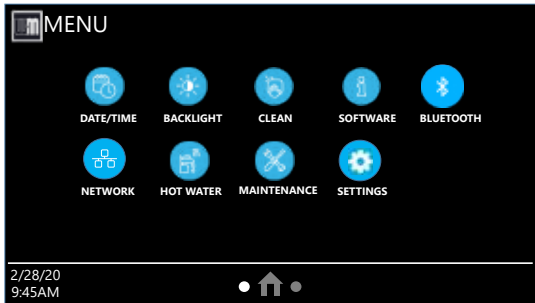 MENU
DATE/TIME BACKLIGHT CLEAN SOFTWARE BLUETOOTH
NETWORK HOT WATER MAINTENANCE SETTINGS
2/28/20
9:45AM